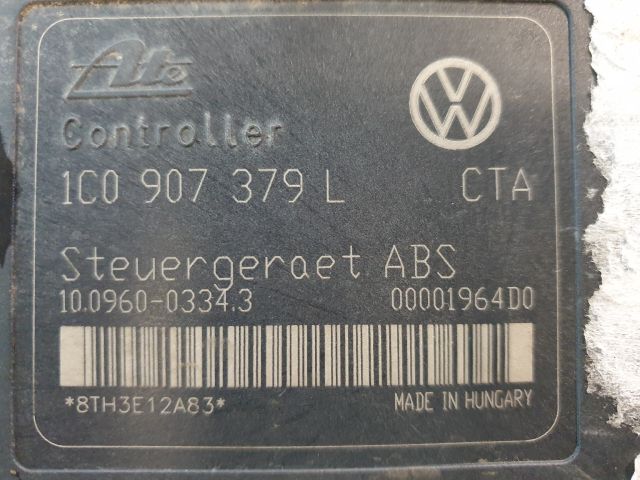 Ate
Controller
1C0 907 379 L CTA
Steuergeraet ABS
10.0960-0334.3 00001964D0
*8TH3E12A83* MADE IN HUNGARY